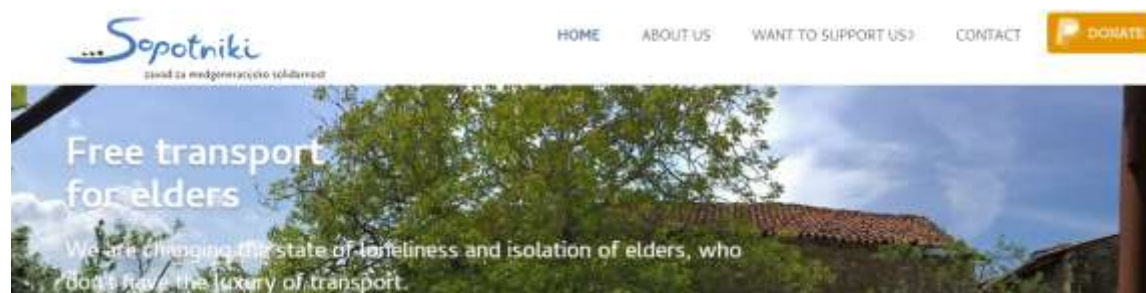 Sopotniki
zavod za medgeneracijsko solidarnost
HOME ABOUT US WANT TO SUPPORT US? CONTACT DONATE
Free transport
for elders
We are changing the state of loneliness and isolation of elders, who
don't have the luxury of transport.